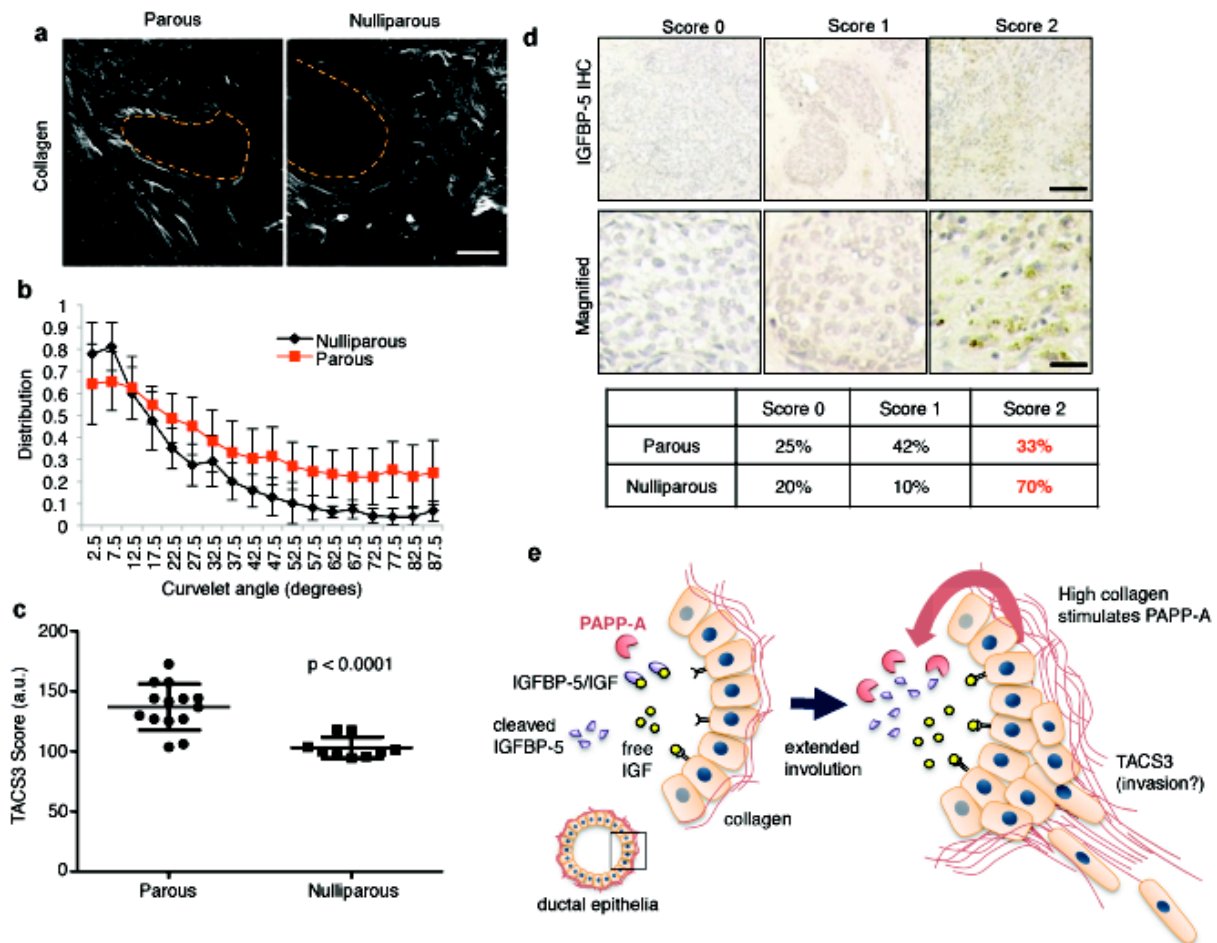 a
Parous
Nulliparous
Collagen
b
1
0.9
0.8
0.7
0.6
0.5
0.4
0.3
0.2
0.1
0
Distribution
Nulliparous
Parous
2.5
7.5
12.5
17.5
22.5
27.5
32.5
37.5
42.5
47.5
52.5
57.5
62.5
67.5
72.5
77.5
82.5
87.5
Curvelet angle (degrees)
c
200
150
100
50
0
TACS3 Score (a.u.)
p < 0.0001
Parous
Nulliparous
d
Score 0
Score 1
Score 2
IGFBP-5 IHC
Magnified
Score 0
Score 1
Score 2
Parous
25%
42%
33%
Nulliparous
20%
10%
70%
e
PAPP-A
IGFBP-5/IGF
cleaved
IGFBP-5
free
IGF
collagen
ductal epithelia
extended
involution
High collagen
stimulates PAPP-A
TACS3
(invasion?)